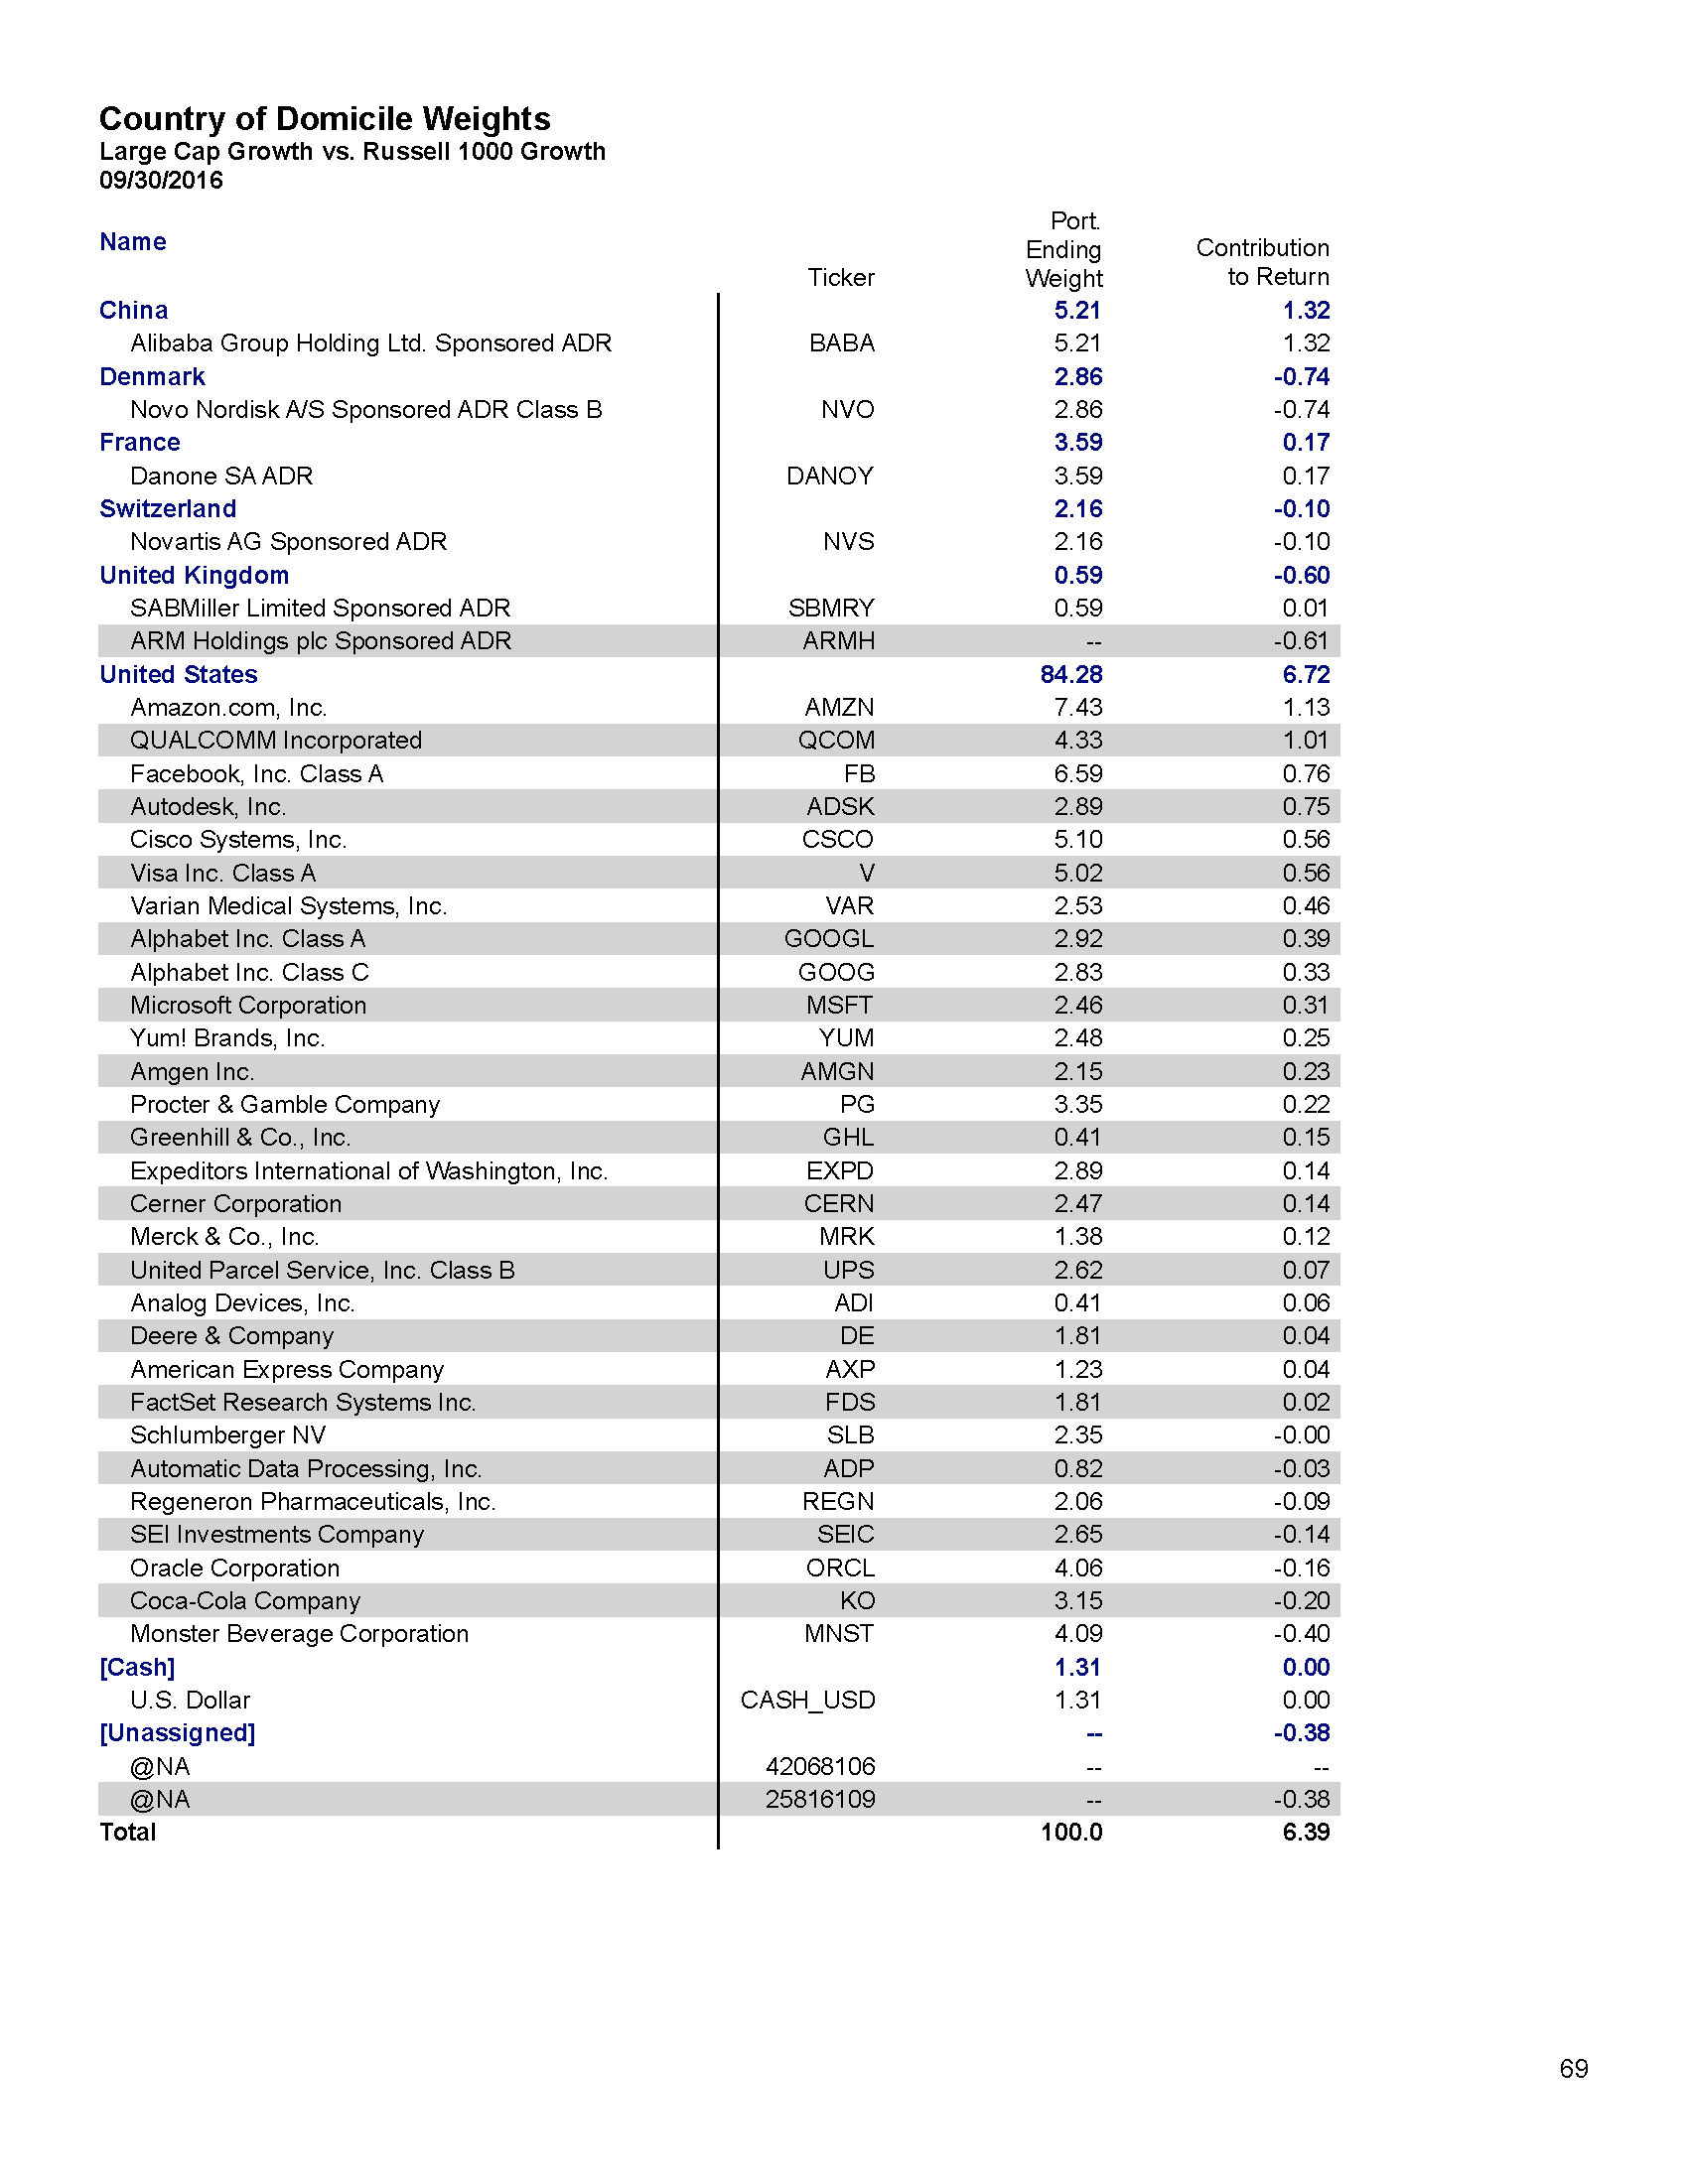 Country of Domicile Weights
Large Cap Growth vs. Russell 1000 Growth
09/30/2016
Name Ticker Port. Ending Weight Contribution to Return
China 5.21 1.32
Alibaba Group Holding Ltd. Sponsored ADR BABA 5.21 1.32
Denmark 2.86 -0.74
Novo Nordisk A/S Sponsored ADR Class B NVO 2.86 -0.74
France 3.59 0.17
Danone SA ADR DANOY 3.59 0.17
Switzerland 2.16 -0.10
Novartis AG Sponsored ADR NVS 2.16 -0.10
United Kingdom 0.59 -0.60
SABMiller Limited Sponsored ADR SBMRY 0.59 0.01
ARM Holdings plc Sponsored ADR ARMH -- -0.61
United States 84.28 6.72
Amazon.com, Inc. AMZN 7.43 1.13
QUALCOMM Incorporated QCOM 4.33 1.01
Facebook, Inc. Class A FB 6.59 0.76
Autodesk, Inc. ADSK 2.89 0.75
Cisco Systems, Inc. CSCO 5.10 0.56
Visa Inc. Class A V 5.02 0.56
Varian Medical Systems, Inc. VAR 2.53 0.46
Alphabet Inc. Class A GOOGL 2.92 0.39
Alphabet Inc. Class C GOOG 2.83 0.33
Microsoft Corporation MSFT 2.46 0.31
Yum! Brands, Inc. YUM 2.48 0.25
Amgen Inc. AMGN 2.15 0.23
Procter & Gamble Company PG 3.35 0.22
Greenhill & Co., Inc. GHL 0.41 0.15
Expeditors International of Washington, Inc. EXPD 2.89 0.14
Cerner Corporation CERN 2.47 0.14
Merck & Co., Inc. MRK 1.38 0.12
United Parcel Service, Inc. Class B UPS 2.62 0.07
Analog Devices, Inc. ADI 0.41 0.06
Deere & Company DE 1.81 0.04
American Express Company AXP 1.23 0.04
FactSet Research Systems Inc. FDS 1.81 0.02
Schlumberger NV SLB 2.35 -0.00
Automatic Data Processing, Inc. ADP 0.82 -0.03
Regeneron Pharmaceuticals, Inc. REGN 2.06 -0.09
SEI Investments Company SEIC 2.65 -0.14
Oracle Corporation ORCL 4.06 -0.16
Coca-Cola Company KO 3.15 -0.20
Monster Beverage Corporation MNST 4.09 -0.40
[Cash] 1.31 0.00
U.S. Dollar CASH_USD 1.31 0.00
[Unassigned] -- -0.38
@NA 42068106 -- --
@NA 25816109 -- -0.38
Total 100.0 6.39
69